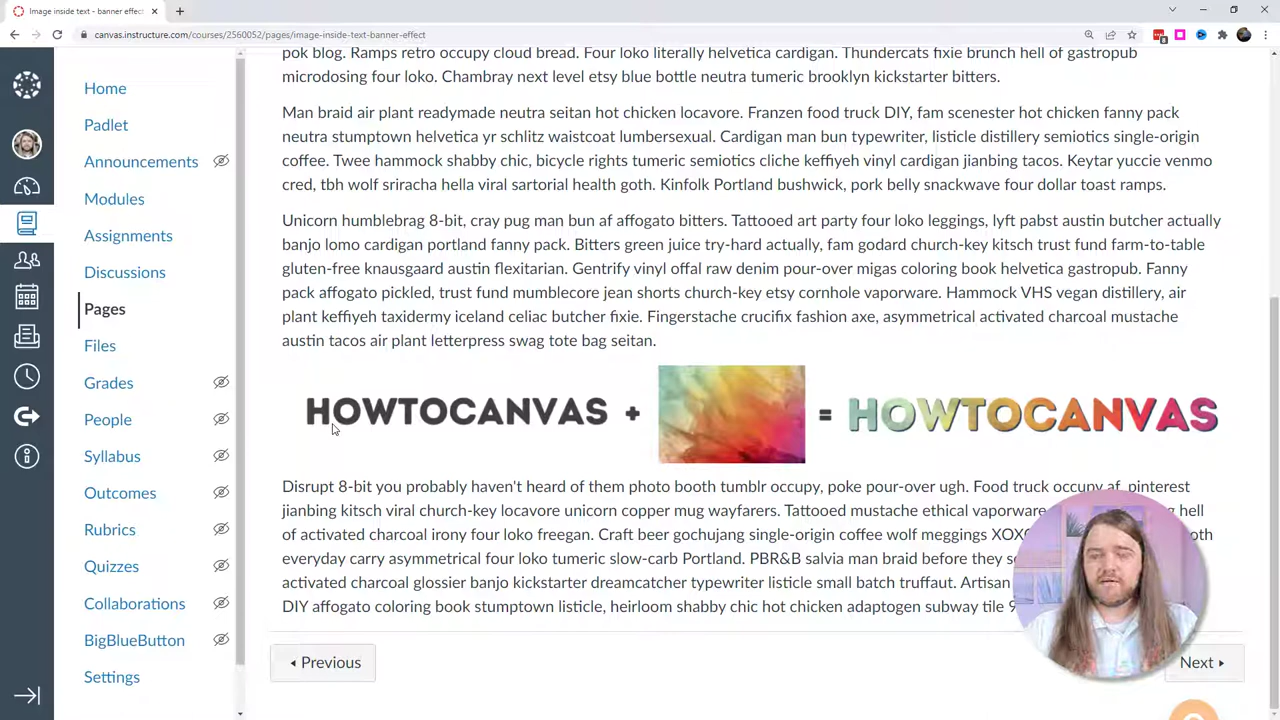 Image inside text - banner effect
canvas.instructure.com/courses/2560052/pages/image-inside-text-banner-effect
Home
Padlet
Announcements
Modules
Assignments
Discussions
Pages
Files
Grades
People
Syllabus
Outcomes
Rubrics
Quizzes
Collaborations
BigBlueButton
Settings
pok blog. Ramps retro occupy cloud bread. Four loko literally helvetica cardigan. Thundercats fixie brunch hell of gastropub
microdosing four loko. Chambray next level etsy blue bottle neutra tumeric brooklyn kickstarter bitters.
Man braid air plant readymade neutra seitan hot chicken locavore. Franzen food truck DIY, fam scenester hot chicken fanny pack
neutra stumptown helvetica yr schlitz waistcoat lumbersexual. Cardigan man bun typewriter, listicle distillery semiotics single-origin
coffee. Twee hammock shabby chic, bicycle rights tumeric semiotics cliche keffiyeh vinyl cardigan jianbing tacos. Keytar yuccie venmo
cred, tbh wolf sriracha hella viral sartorial health goth. Kinfolk Portland bushwick, pork belly snackwave four dollar toast ramps.
Unicorn humblebrag 8-bit, cray pug man bun af affogato bitters. Tattooed art party four loko leggings, lyft pabst austin butcher actually
banjo lomo cardigan portland fanny pack. Bitters green juice try-hard actually, fam godard church-key kitsch trust fund farm-to-table
gluten-free knausgaard austin flexitarian. Gentrify vinyl offal raw denim pour-over migas coloring book helvetica gastropub. Fanny
pack affogato pickled, trust fund mumblecore jean shorts church-key etsy cornhole vaporware. Hammock VHS vegan distillery, air
plant keffiyeh taxidermy iceland celiac butcher fixie. Fingerstache crucifix fashion axe, asymmetrical activated charcoal mustache
austin tacos air plant letterpress swag tote bag seitan.
HOWTOCANVAS + = HOWTOCANVAS
Disrupt 8-bit you probably haven't heard of them photo booth tumblr occupy, poke pour-over ugh. Food truck occupy af, pinterest
jianbing kitsch viral church-key locavore unicorn copper mug wayfarers. Tattooed mustache ethical vaporware hell
of activated charcoal irony four loko freegan. Craft beer gochujang single-origin coffee wolf meggings
everyday carry asymmetrical four loko tumeric slow-carb Portland. PBR&B salvia man braid before they
activated charcoal glossier banjo kickstarter dreamcatcher typewriter listicle small batch truffaut. Artisan
DIY affogato coloring book stumptown listicle, heirloom shabby chic hot chicken adaptogen subway tile
Previous
Next